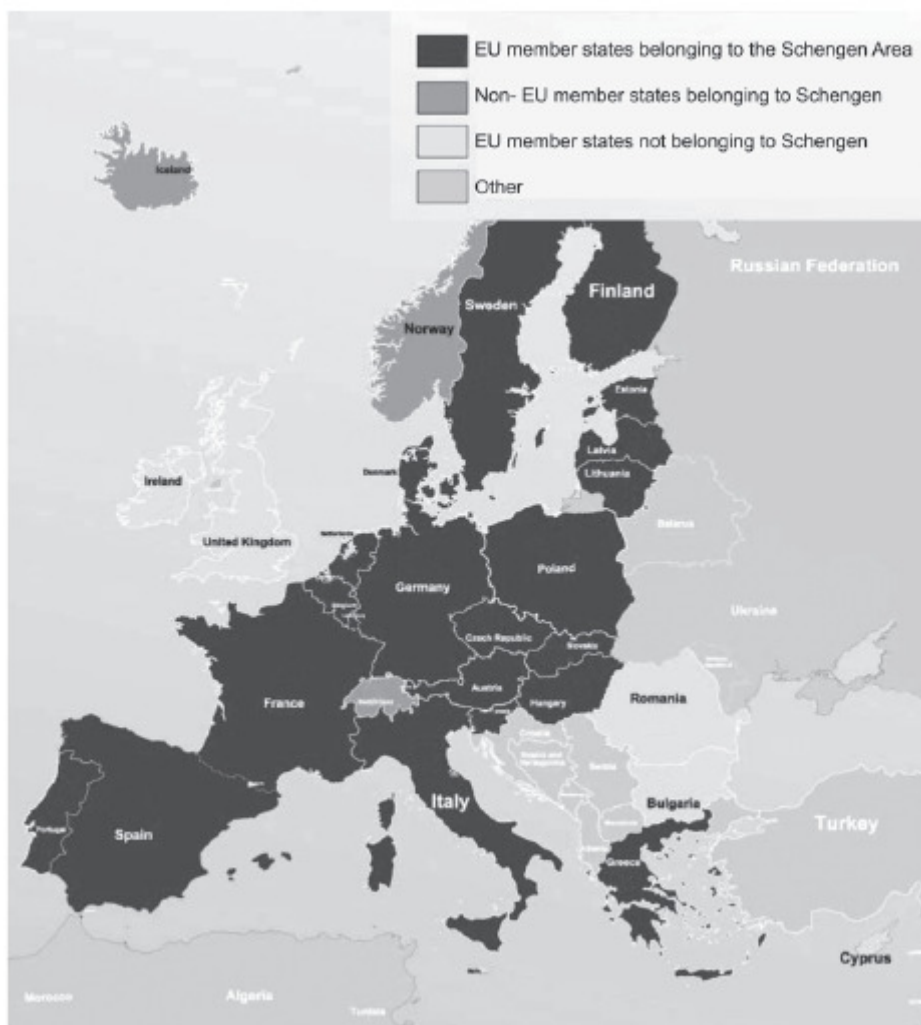 EU member states belonging to the Schengen Area
Non- EU member states belonging to Schengen
EU member states not belonging to Schengen
Other
Iceland
Russian Federation
Finland
Sweden
Norway
Estonia
Latvia
Denmark
Lithuania
Ireland
Belarus
United Kingdom
Netherlands
Poland
Germany
Ukraine
Czech Republic
Slovakia
Austria
Romania
Hungary
France
Croatia
Serbia
Italy
Bulgaria
Portugal
Spain
Turkey
Greece
Cyprus
Morocco
Algeria
Tunisia